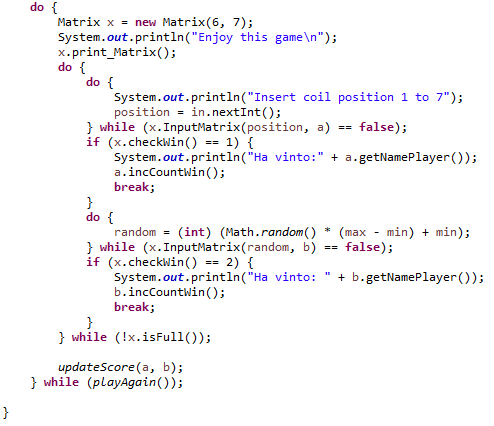 do {
Matrix x = new Matrix(6, 7);
System.out.println("Enjoy this game\n");
x.print_Matrix();
do {
do {
System.out.println("Insert coil position 1 to 7");
position = in.nextInt();
} while (x.InputMatrix(position, a) == false);
if (x.checkWin() == 1) {
System.out.println("Ha vinto:" + a.getNamePlayer());
a.incCountWin();
break;
}
do {
random = (int) (Math.random() * (max - min) + min);
} while (x.InputMatrix(random, b) == false);
if (x.checkWin() == 2) {
System.out.println("Ha vinto: " + b.getNamePlayer());
b.incCountWin();
break;
}
} while (!x.isFull());
updateScore(a, b);
} while (playAgain());
}